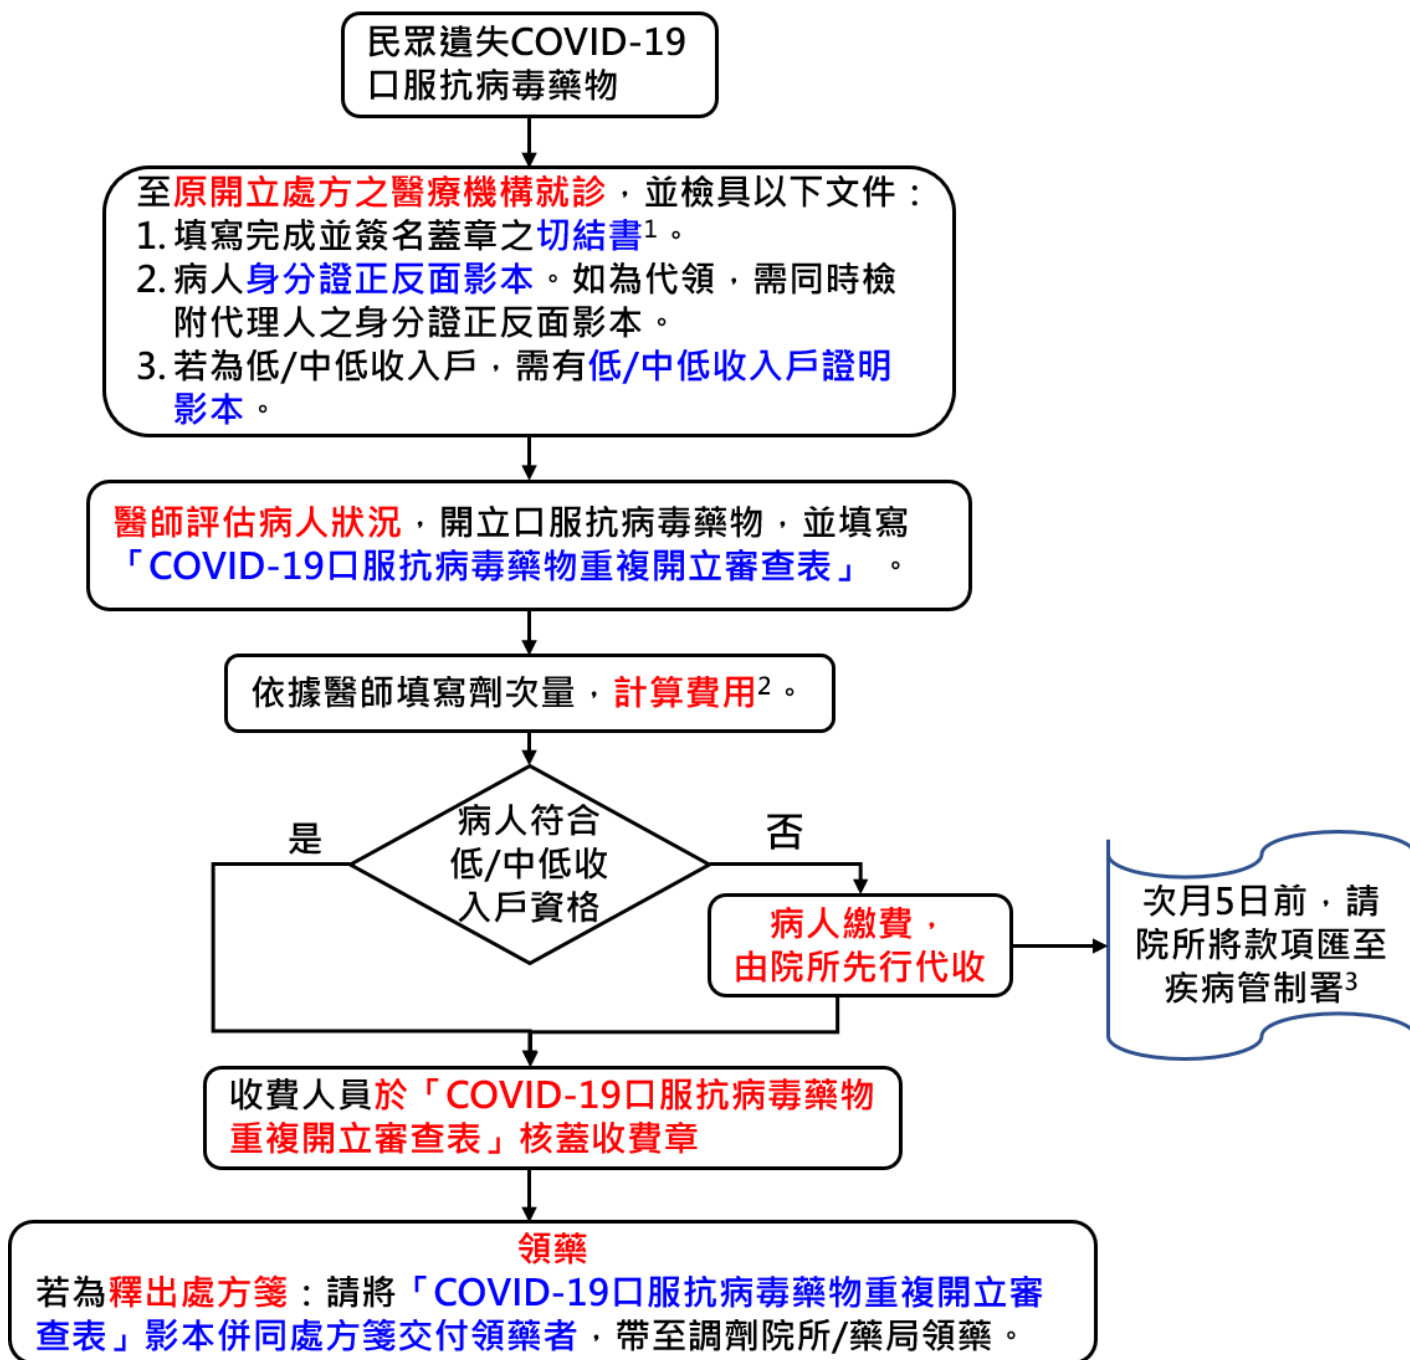 民眾遺失COVID-19
口服抗病毒藥物
至原開立處方之醫療機構就診，並檢具以下文件：
1. 填寫完成並簽名蓋章之切結書1。
2. 病人身分證正反面影本。如為代領，需同時檢
附代理人之身分證正反面影本。
3. 若為低/中低收入戶，需有低/中低收入戶證明
影本。
醫師評估病人狀況，開立口服抗病毒藥物，並填寫
「COVID-19口服抗病毒藥物重複開立審查表」。
依據醫師填寫劑次量，計算費用2。
病人符合
低/中低收
入戶資格
是
否
病人繳費，
由院所先行代收
次月5日前，請
院所將款項匯至
疾病管制署3
收費人員於「COVID-19口服抗病毒藥物
重複開立審查表」核蓋收費章
領藥
若為釋出處方箋：請將「COVID-19口服抗病毒藥物重複開立審
查表」影本併同處方箋交付領藥者，帶至調劑院所/藥局領藥。